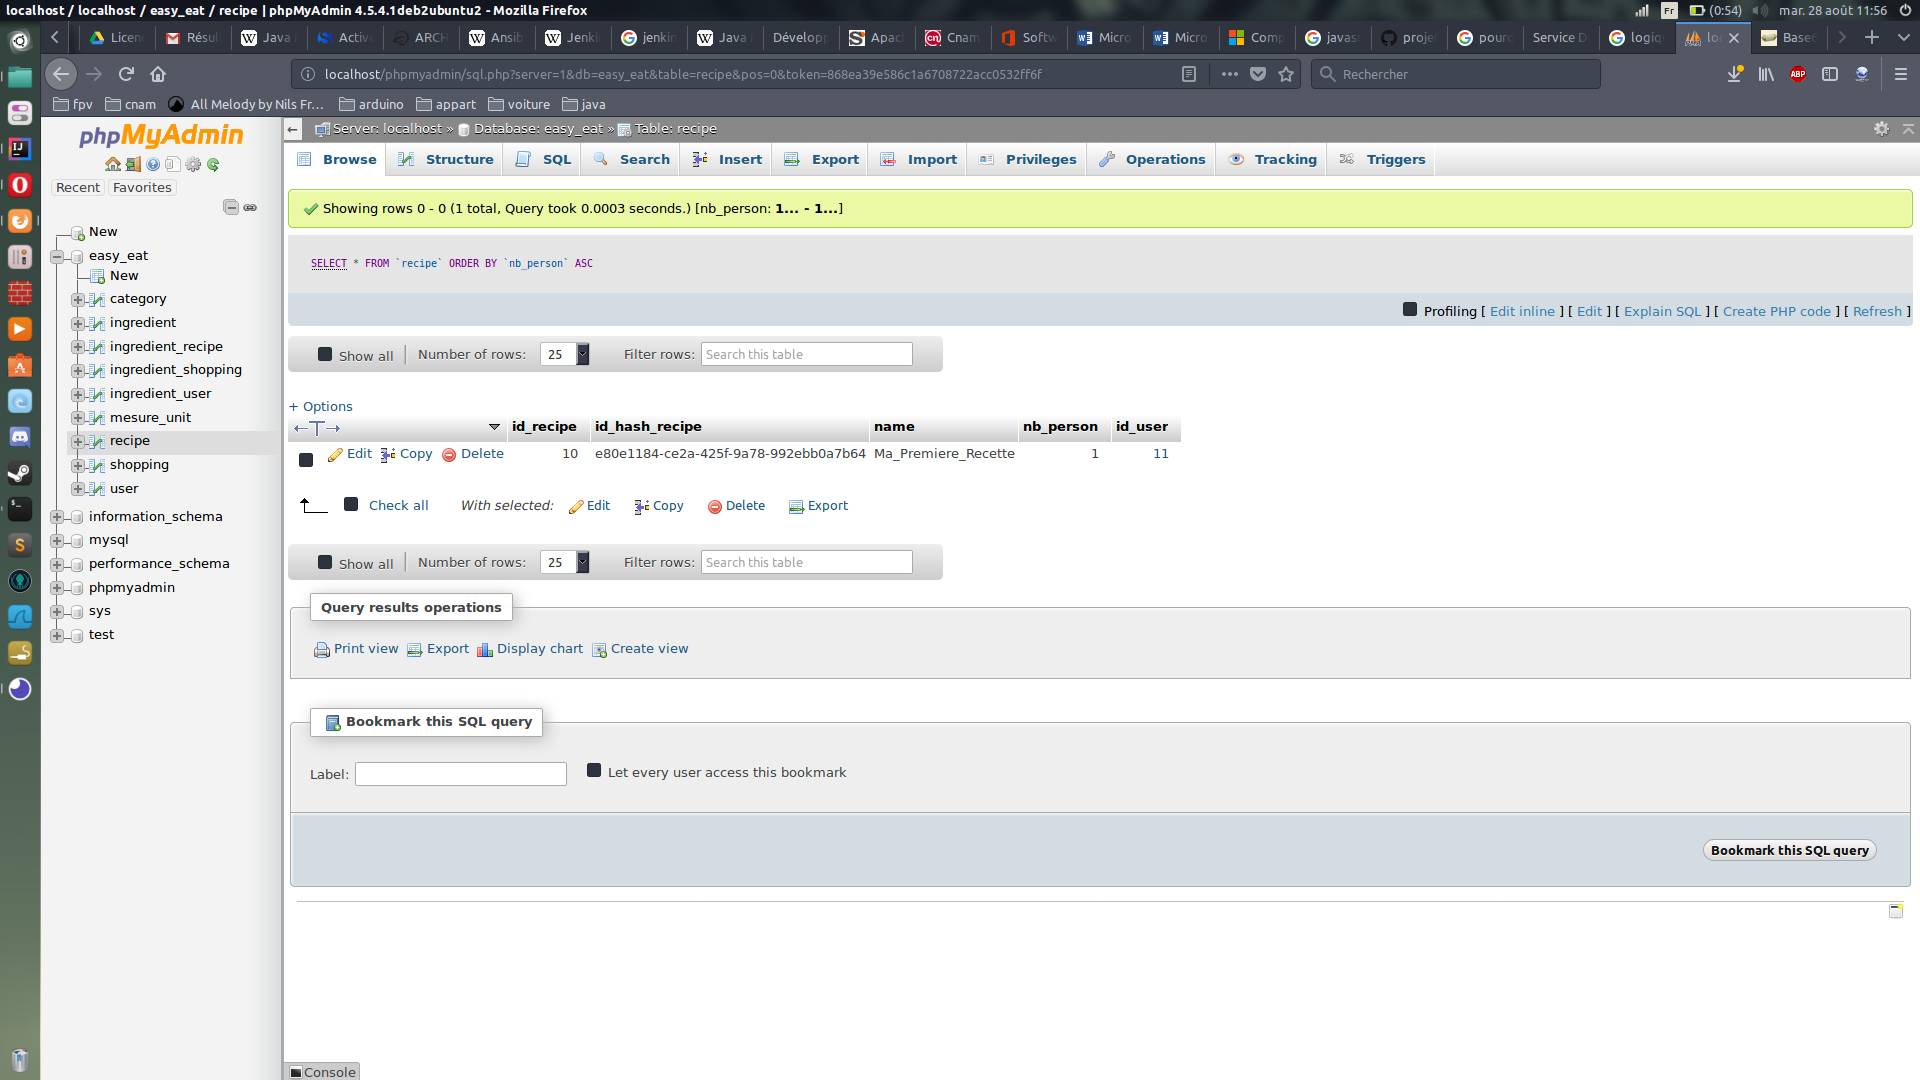 localhost / localhost / easy_eat / recipe | phpMyAdmin 4.5.4.1deb2ubuntu2 - Mozilla Firefox
Fr (0:54) mar. 28 août 11:56
Licen Résul Java Active ARCH Ansib Jenki jenkin Java Dévelop Apac Cnam Softw Micro Micro Comp javas proje pourq Service D logiq lo Base
localhost/phpmyadmin/sql.php?server=1&db=easy_eat&table=recipe&pos=0&token=868ea39e586c1a6708722acc0532ff6f
Rechercher
ABP
fpv cnam All Melody by Nils Fr... arduino appart voiture java
phpMyAdmin
Recent Favorites
New
easy_eat
New
category
ingredient
ingredient_recipe
ingredient_shopping
ingredient_user
mesure_unit
recipe
shopping
user
information_schema
mysql
performance_schema
phpmyadmin
sys
test
Server: localhost » Database: easy_eat » Table: recipe
Browse Structure SQL Search Insert Export Import Privileges Operations Tracking Triggers
Showing rows 0 - 0 (1 total, Query took 0.0003 seconds.) [nb_person: 1... - 1...]
SELECT * FROM `recipe` ORDER BY `nb_person` ASC
Profiling [ Edit inline ] [ Edit ] [ Explain SQL ] [ Create PHP code ] [ Refresh ]
Show all Number of rows: 25 Filter rows: Search this table
+ Options
id_recipe id_hash_recipe name nb_person id_user
Edit Copy Delete 10 e80e1184-ce2a-425f-9a78-992ebb0a7b64 Ma_Premiere_Recette 1 11
Check all With selected: Edit Copy Delete Export
Show all Number of rows: 25 Filter rows: Search this table
Query results operations
Print view Export Display chart Create view
Bookmark this SQL query
Label: Let every user access this bookmark
Bookmark this SQL query
Console